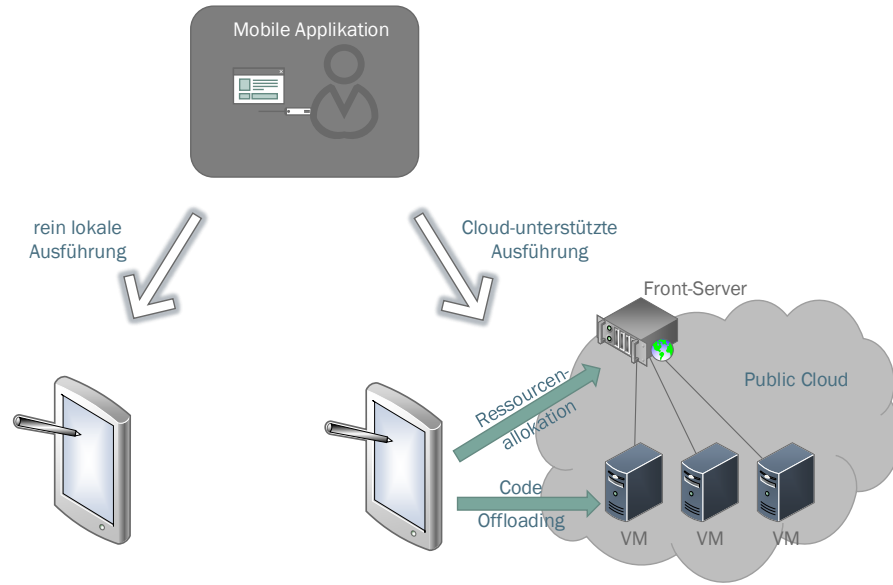 Mobile Applikation
rein lokale
Ausführung
Cloud-unterstützte
Ausführung
Front-Server
Public Cloud
Ressourcen-
allokation
Code
Offloading
VM
VM
VM